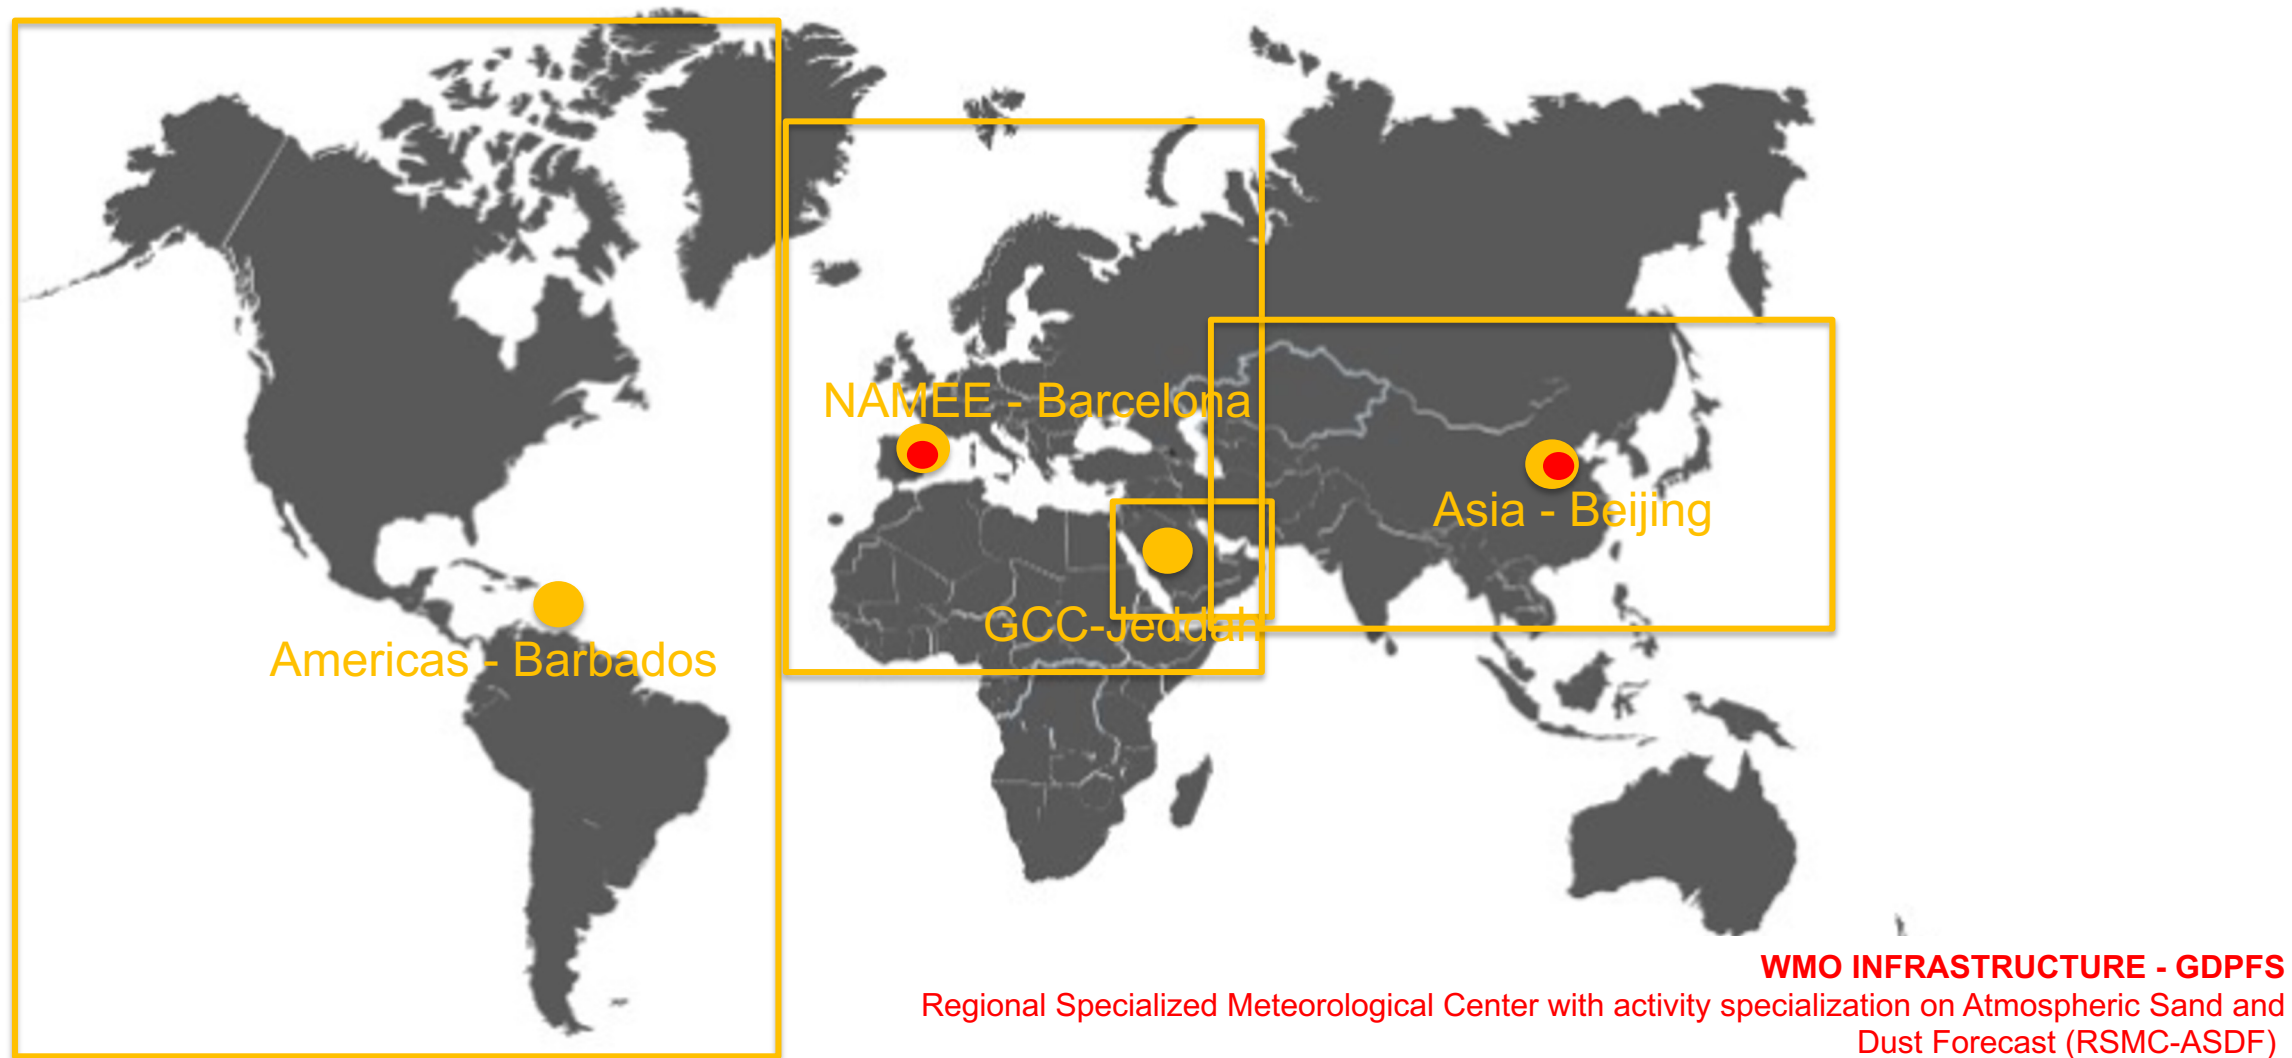 NAMEE - Barcelona
Asia - Beijing
GCC-Jeddah
Americas - Barbados
WMO INFRASTRUCTURE - GDPFS
Regional Specialized Meteorological Center with activity specialization on Atmospheric Sand and
Dust Forecast (RSMC-ASDF)